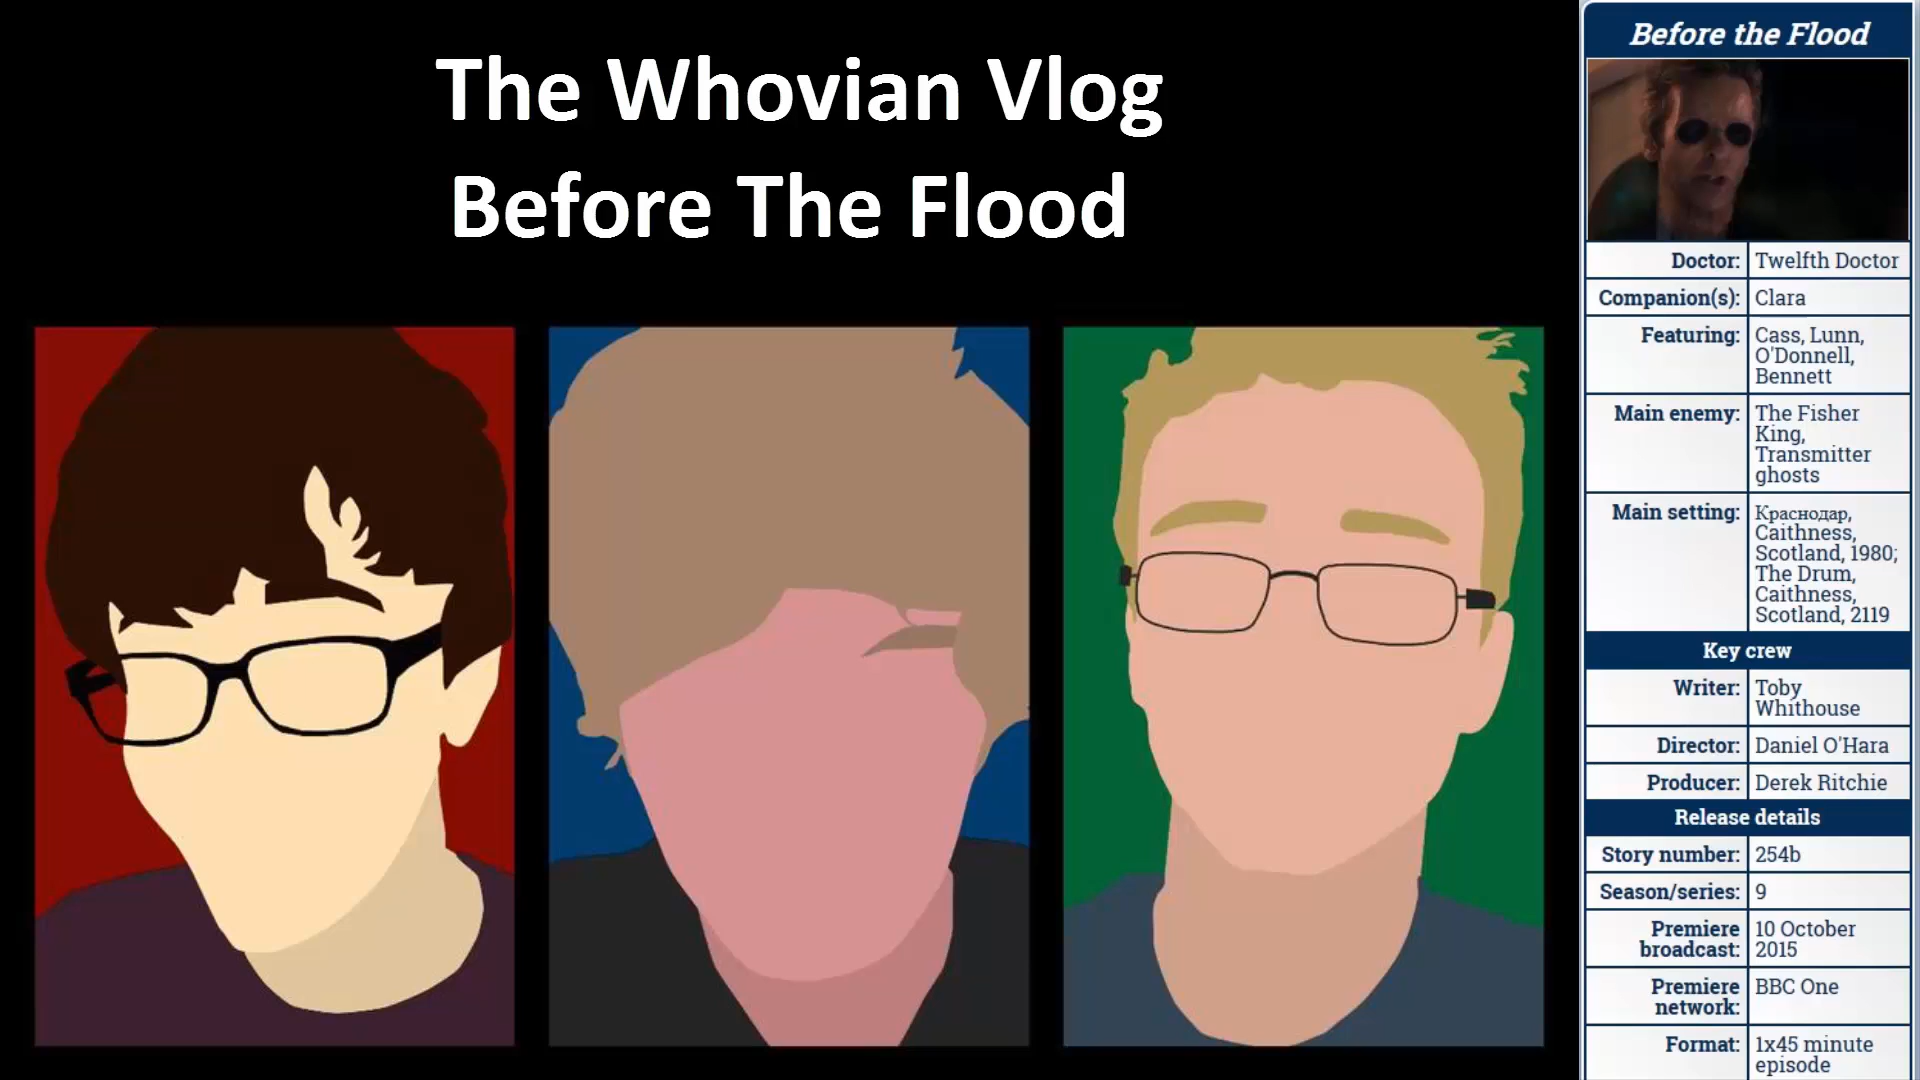 The Whovian Vlog
Before The Flood
Before the Flood
Doctor: Twelfth Doctor
Companion(s): Clara
Featuring: Cass, Lunn,
O'Donnell,
Bennett
Main enemy: The Fisher
King,
Transmitter
ghosts
Main setting: Краснодар,
Caithness,
Scotland, 1980;
The Drum,
Caithness,
Scotland, 2119
Key crew
Writer: Toby
Whithouse
Director: Daniel O'Hara
Producer: Derek Ritchie
Release details
Story number: 254b
Season/series: 9
Premiere
broadcast:
10 October
2015
Premiere
network:
BBC One
Format: 1x45 minute
episode